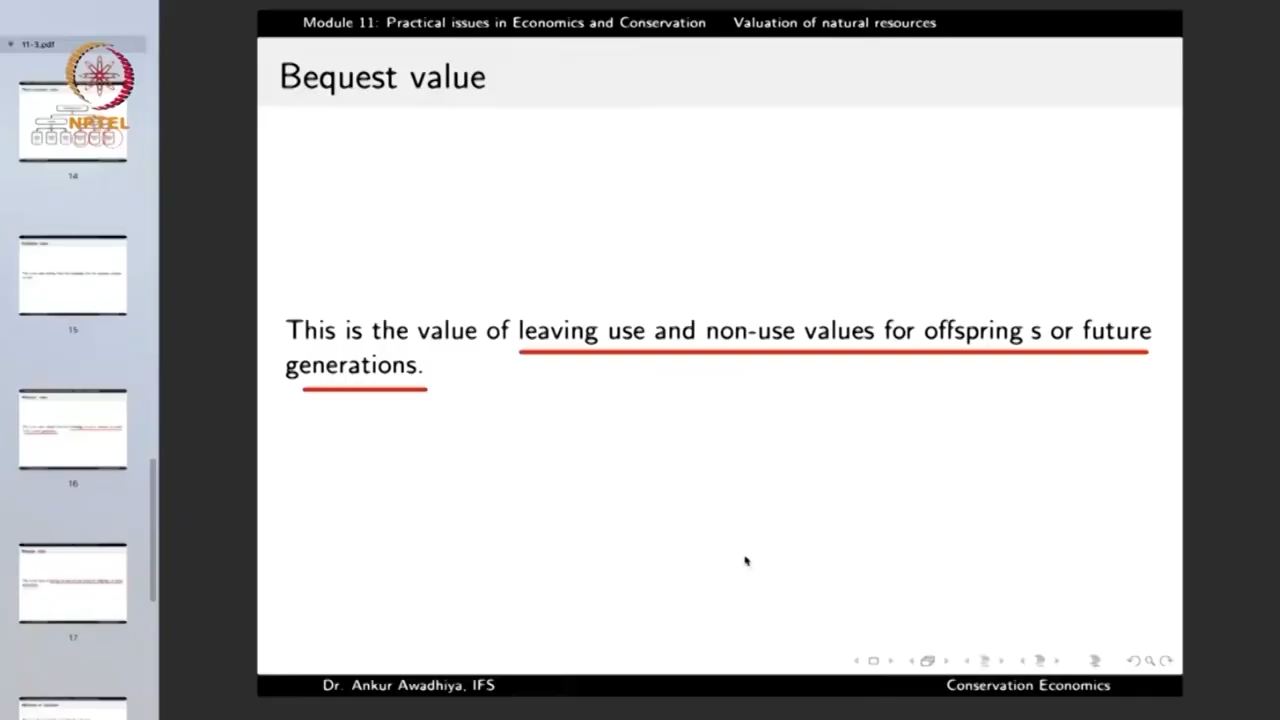 Module 11: Practical issues in Economics and Conservation Valuation of natural resources
11-3.pdf
NPTEL
Bequest value
14
15
This is the value of leaving use and non-use values for offspring s or future
generations.
16
17
Dr. Ankur Awadhiya, IFS Conservation Economics